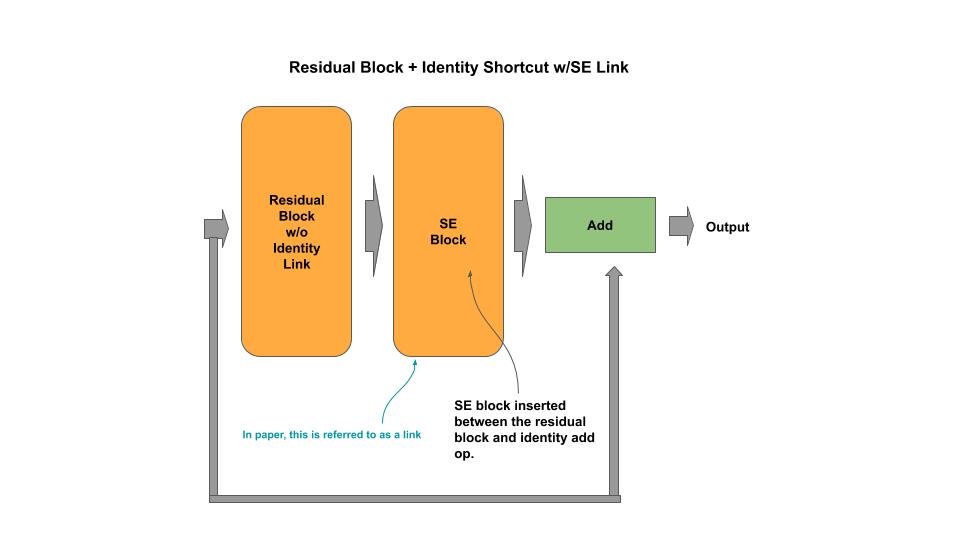 Residual Block + Identity Shortcut w/SE Link
Residual
Block
w/o
Identity
Link
SE
Block
Add
Output
In paper, this is referred to as a link
SE block inserted
between the residual
block and identity add
op.